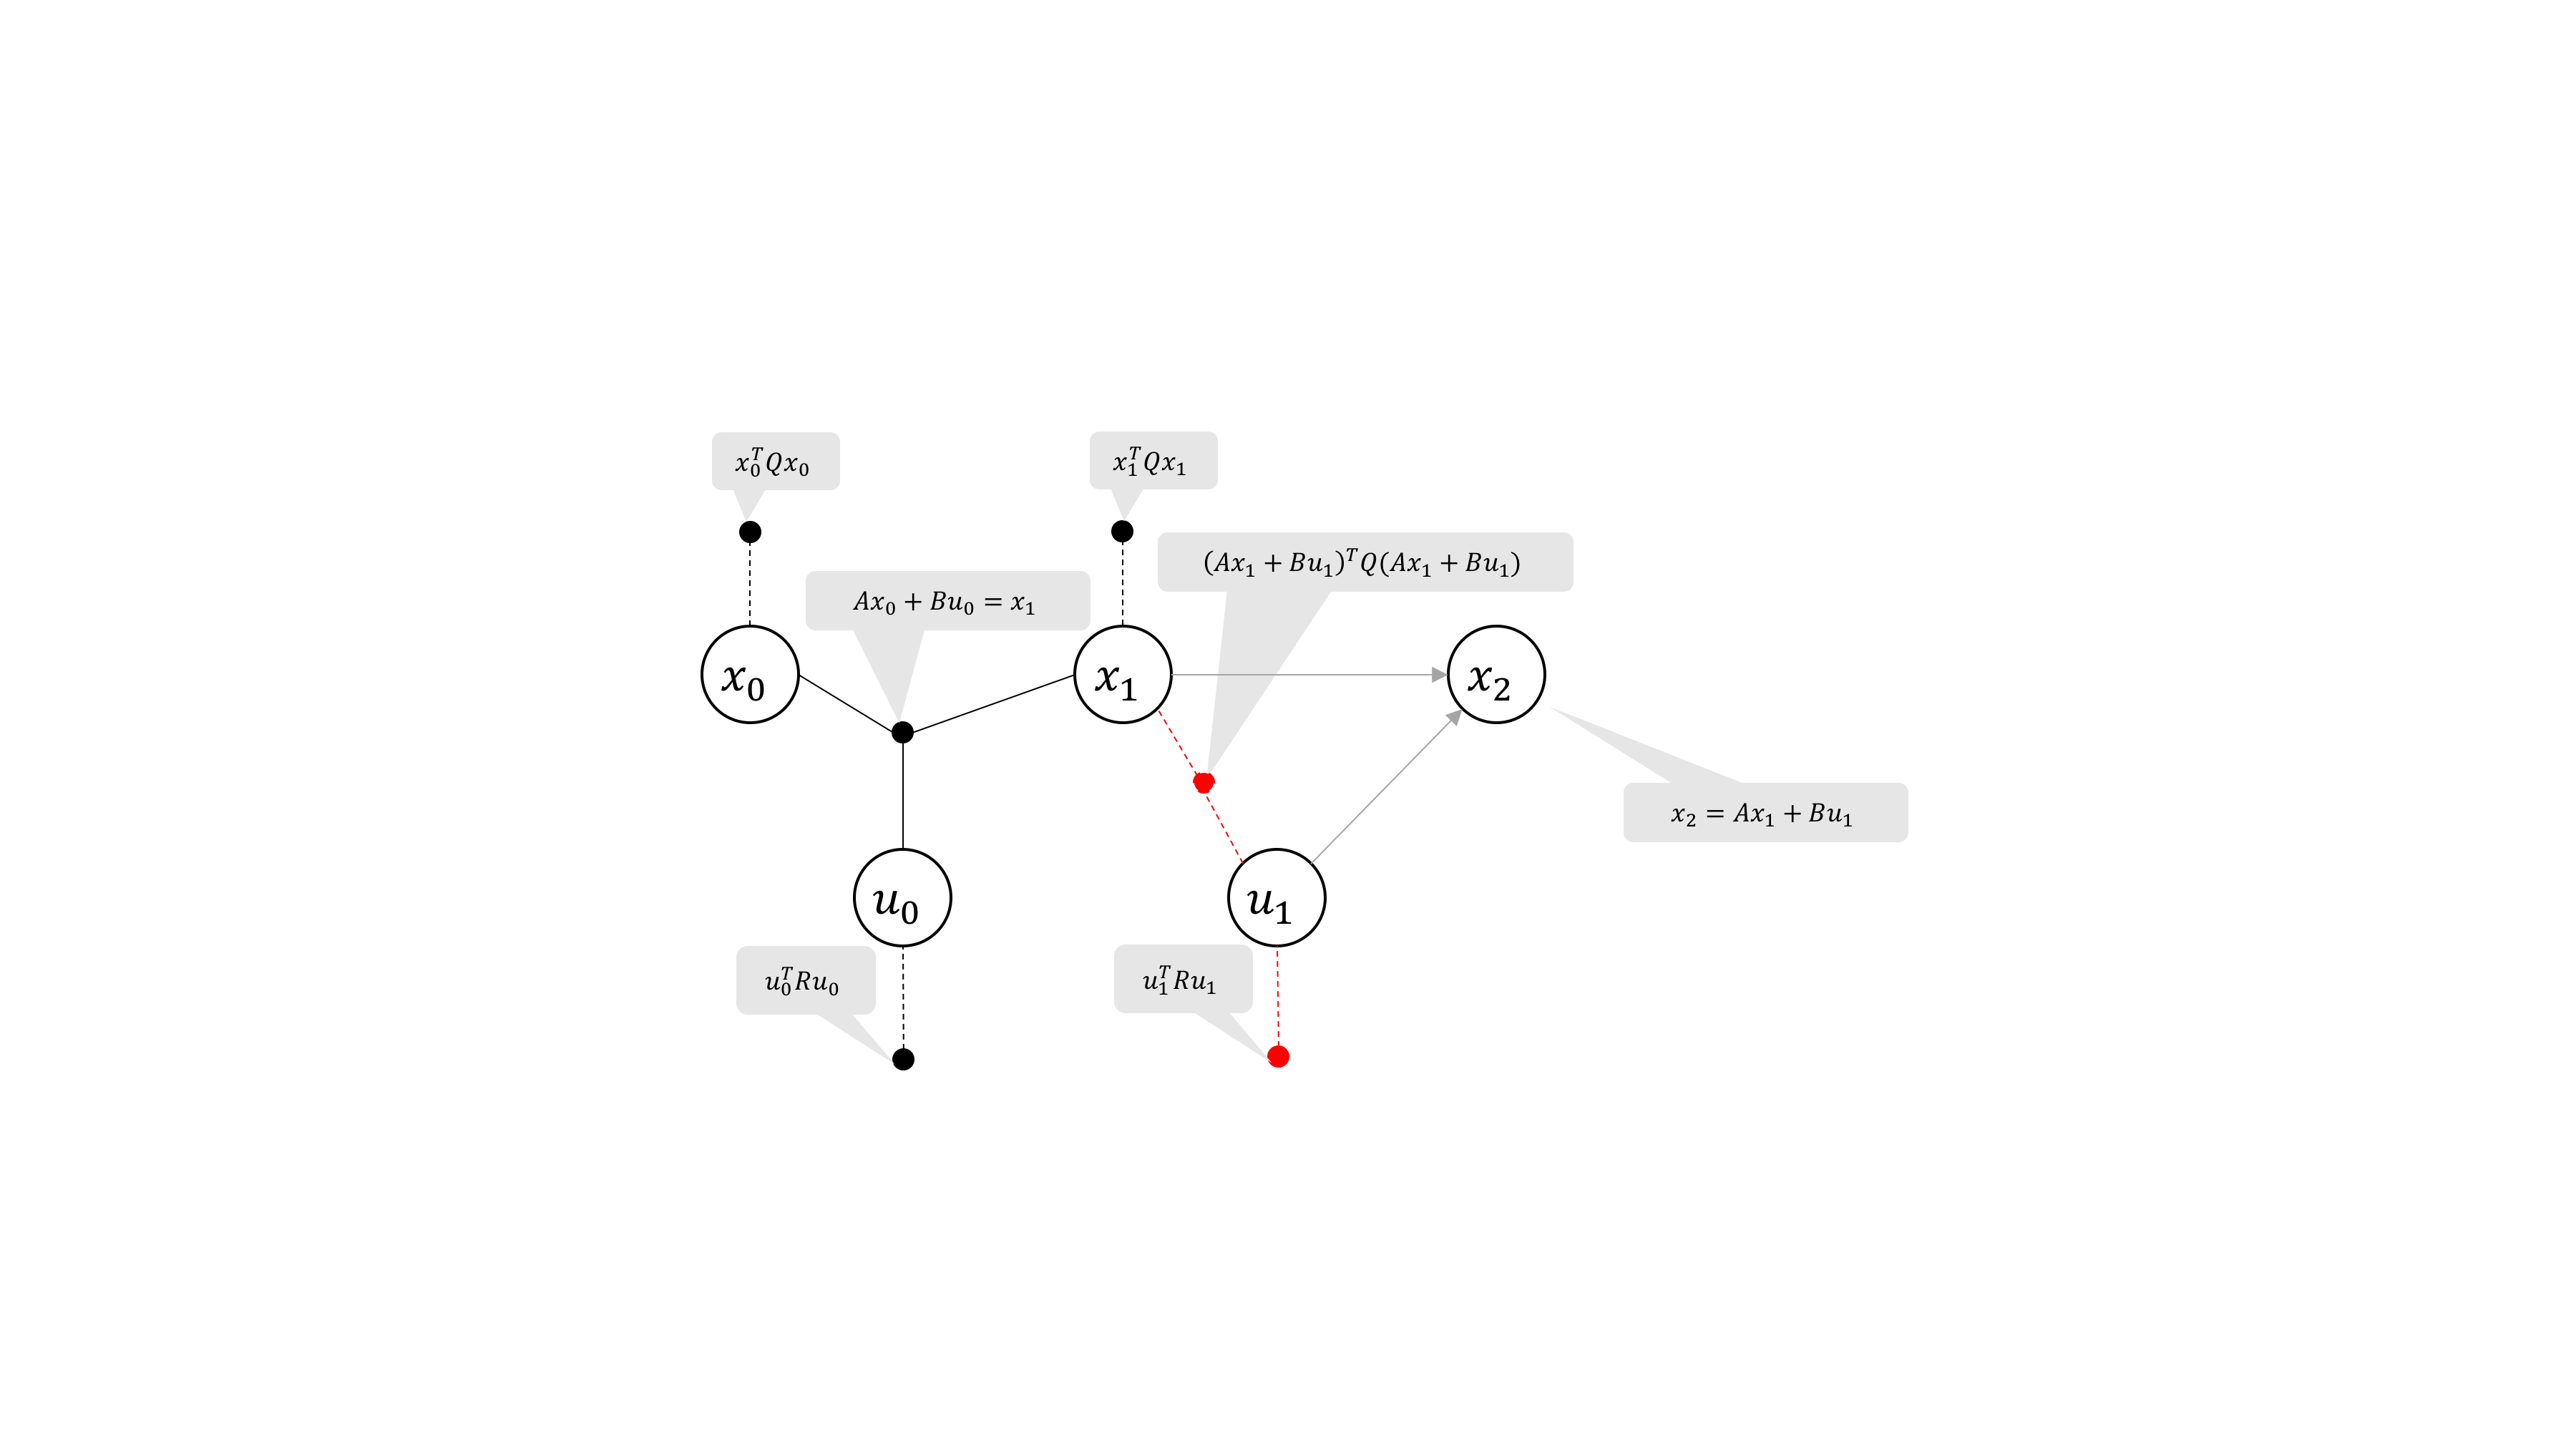 $x_0^T Q x_0$
$x_1^T Q x_1$
$(Ax_1 + Bu_1)^T Q (Ax_1 + Bu_1)$
$Ax_0 + Bu_0 = x_1$
$x_0$
$x_1$
$x_2$
$x_2 = Ax_1 + Bu_1$
$u_0$
$u_1$
$u_0^T R u_0$
$u_1^T R u_1$